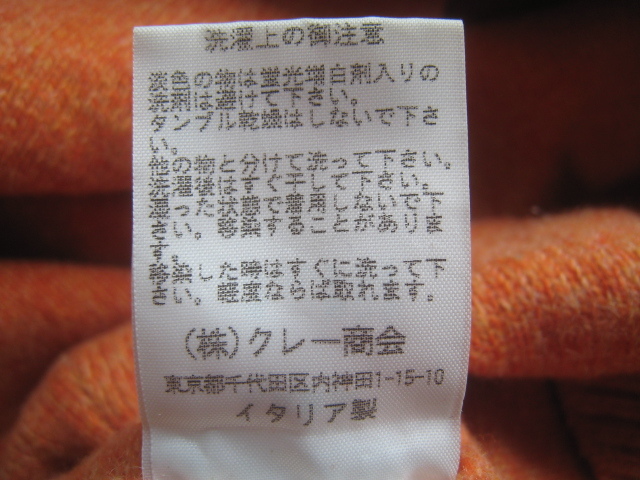 洗濯上の御注意
淡色の物は蛍光増白剤入りの
洗剤は避けて下さい。
タンブル乾燥はしないで下さ
い。
他の物と分けて洗って下さい。
洗濯後はすぐ干して下さい。
湿った状態で着用しないで下
さい。移染することがありま
す。
移染した時はすぐに洗って下
さい。軽度ならば取れます。
(株)クレー商会
東京都千代田区内神田1-15-10
イタリア製